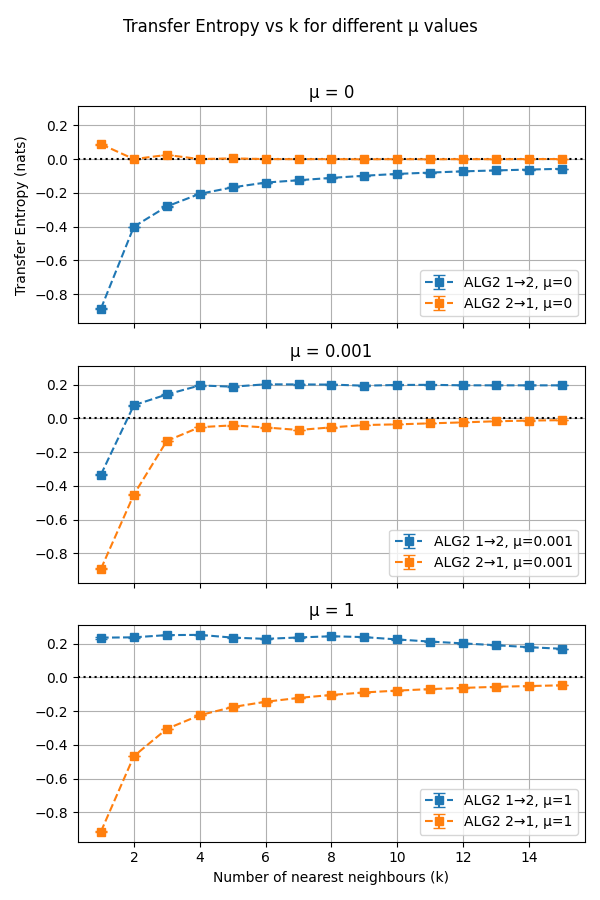 Transfer Entropy vs k for different μ values
μ = 0
Transfer Entropy (nats)
0.2
0.0
−0.2
−0.4
−0.6
−0.8
ALG2 1→2, μ=0
ALG2 2→1, μ=0
μ = 0.001
0.2
0.0
−0.2
−0.4
−0.6
−0.8
ALG2 1→2, μ=0.001
ALG2 2→1, μ=0.001
μ = 1
0.2
0.0
−0.2
−0.4
−0.6
−0.8
ALG2 1→2, μ=1
ALG2 2→1, μ=1
2 4 6 8 10 12 14
Number of nearest neighbours (k)